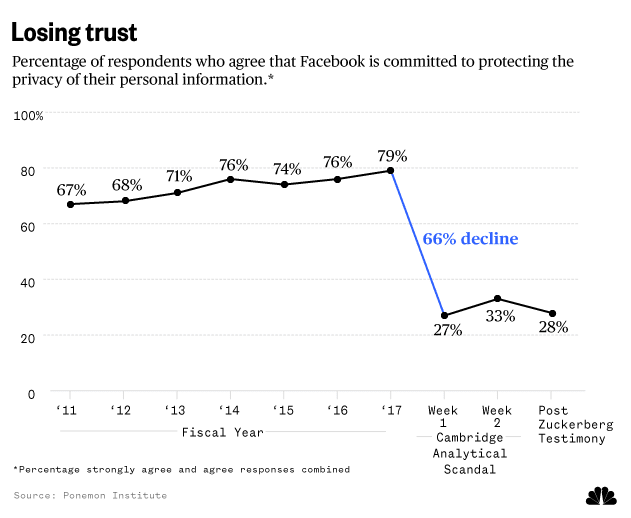 Losing trust
Percentage of respondents who agree that Facebook is committed to protecting the
privacy of their personal information.*
100%
80
60
40
20
0
67%
68%
71%
76%
74%
76%
79%
66% decline
27%
33%
28%
‘11
‘12
‘13
‘14
‘15
‘16
‘17
Fiscal Year
Week
1
Week
2
Cambridge
Analytical
Scandal
Post
Zuckerberg
Testimony
*Percentage strongly agree and agree responses combined
Source: Ponemon Institute